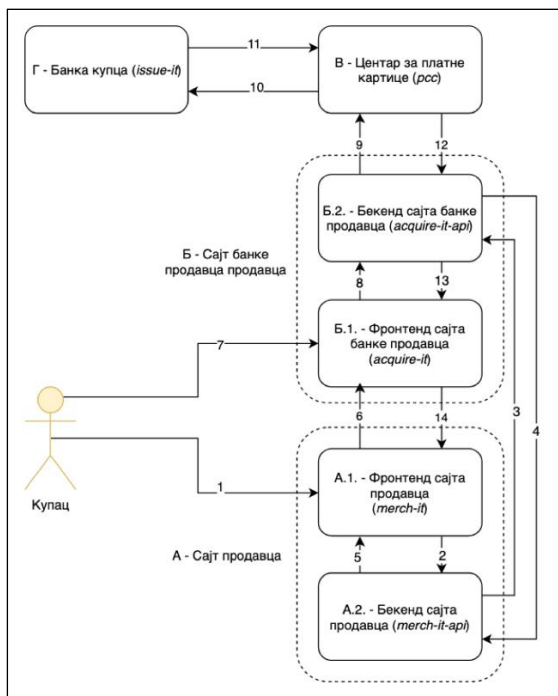 11
Г - Банка купца (issue-it)
В - Центар за платне
картице (pcc)
10
9
12
Б.2. - Бекенд сајта банке
продавца (acquire-it-api)
Б - Сајт банке
продавца продавца
8
13
Б.1. - Фронтенд сајта
банке продавца
(acquire-it)
7
3
4
6
14
А.1. - Фронтенд сајта
продавца
(merch-it)
1
Купац
А - Сајт продавца
5
2
А.2. - Бекенд сајта
продавца (merch-it-api)